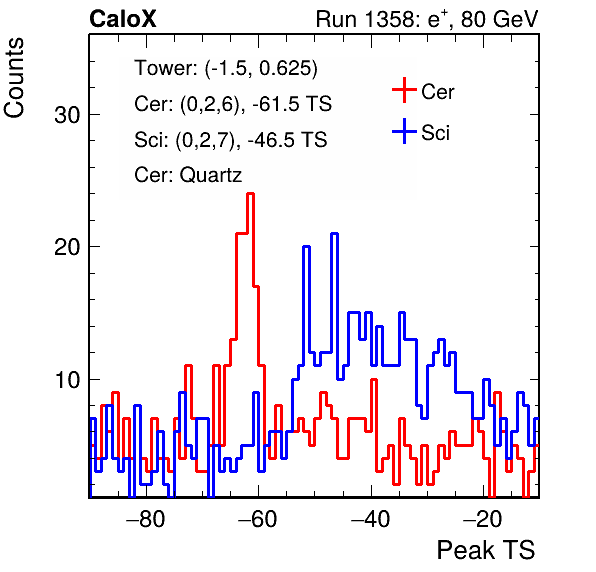 CaloX Run 1358: e⁺, 80 GeV
Counts
Tower: (-1.5, 0.625)
Cer: (0,2,6), -61.5 TS
Sci: (0,2,7), -46.5 TS
Cer: Quartz
Cer
Sci
30
20
10
−80 −60 −40 −20
Peak TS